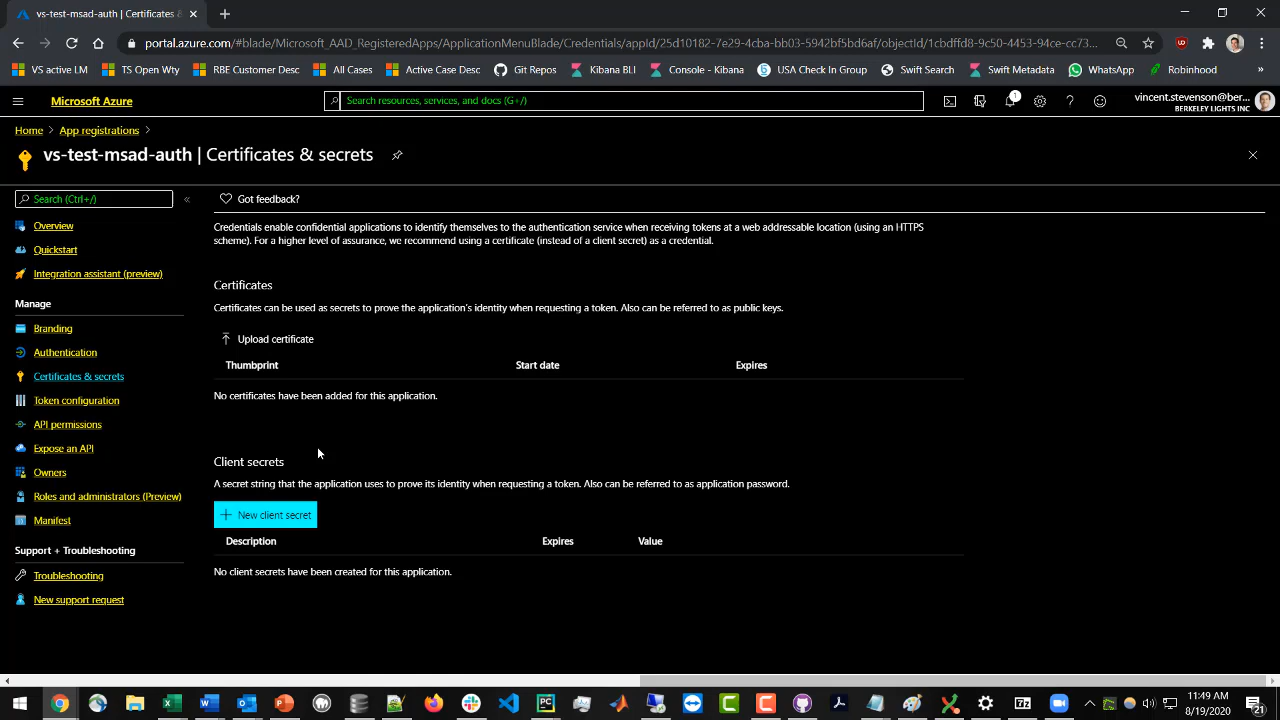 vs-test-msad-auth | Certificates &
portal.azure.com/#blade/Microsoft_AAD_RegisteredApps/ApplicationMenuBlade/Credentials/appId/25d10182-7e29-4cba-bb03-5942bf5bd6af/objectId/1cbdffd8-9c50-4453-94ce-cc73...
VS active LM
TS Open Wty
RBE Customer Desc
All Cases
Active Case Desc
Git Repos
Kibana BLI
Console - Kibana
USA Check In Group
Swift Search
Swift Metadata
WhatsApp
Robinhood
»
Microsoft Azure
Search resources, services, and docs (G+/)
1
vincent.stevenson@ber...
BERKELEY LIGHTS INC
Home > App registrations >
vs-test-msad-auth | Certificates & secrets
Search (Ctrl+/)
«
Got feedback?
Overview
Quickstart
Integration assistant (preview)
Manage
Branding
Authentication
Certificates & secrets
Token configuration
API permissions
Expose an API
Owners
Roles and administrators (Preview)
Manifest
Support + Troubleshooting
Troubleshooting
New support request
Credentials enable confidential applications to identify themselves to the authentication service when receiving tokens at a web addressable location (using an HTTPS
scheme). For a higher level of assurance, we recommend using a certificate (instead of a client secret) as a credential.
Certificates
Certificates can be used as secrets to prove the application's identity when requesting a token. Also can be referred to as public keys.
Upload certificate
Thumbprint Start date Expires
No certificates have been added for this application.
Client secrets
A secret string that the application uses to prove its identity when requesting a token. Also can be referred to as application password.
New client secret
Description Expires Value
No client secrets have been created for this application.
11:49 AM
8/19/2020
21